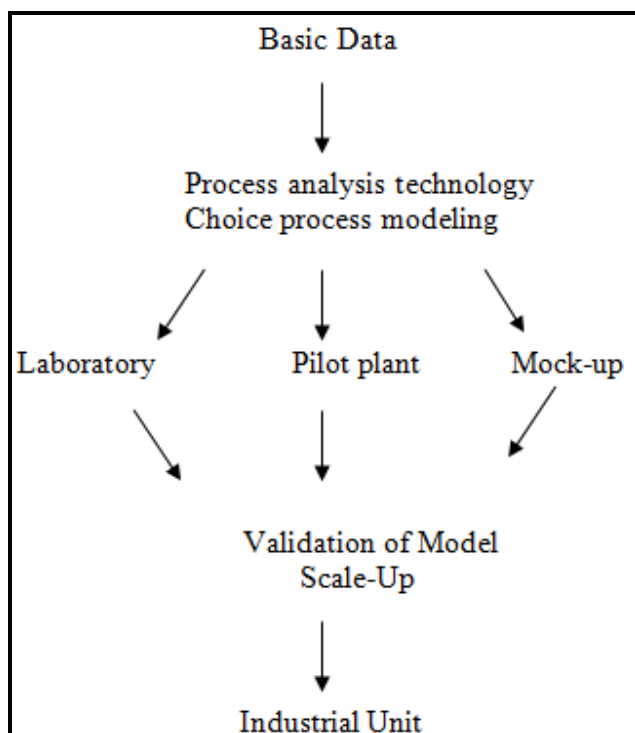 Basic Data
Process analysis technology
Choice process modeling
Laboratory
Pilot plant
Mock-up
Validation of Model
Scale-Up
Industrial Unit